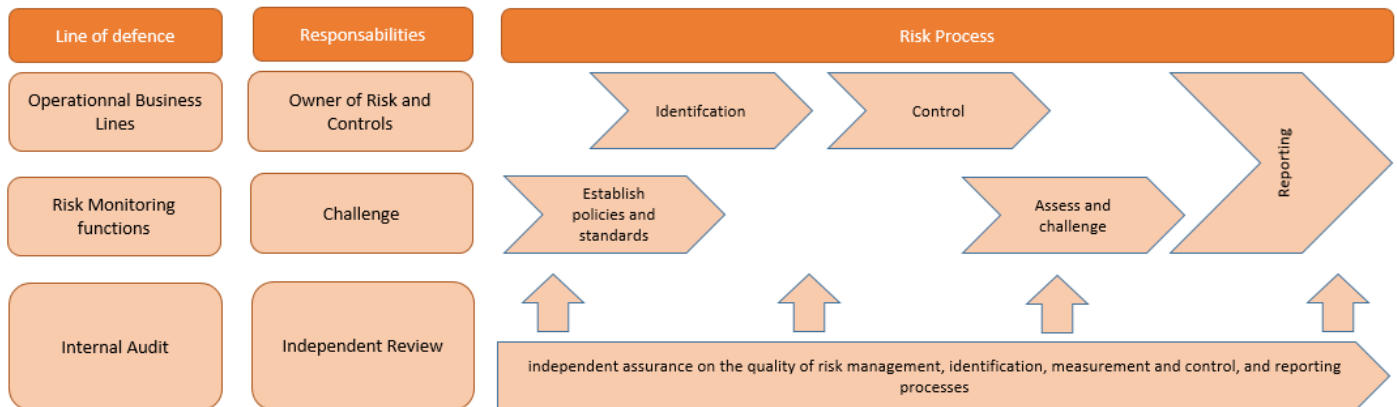 Line of defence
Responsabilities
Risk Process
Operationnal Business
Lines
Owner of Risk and
Controls
Identifcation
Control
Reporting
Risk Monitoring
functions
Challenge
Establish
policies and
standards
Assess and
challenge
Internal Audit
Independent Review
independent assurance on the quality of risk management, identification, measurement and control, and reporting
processes